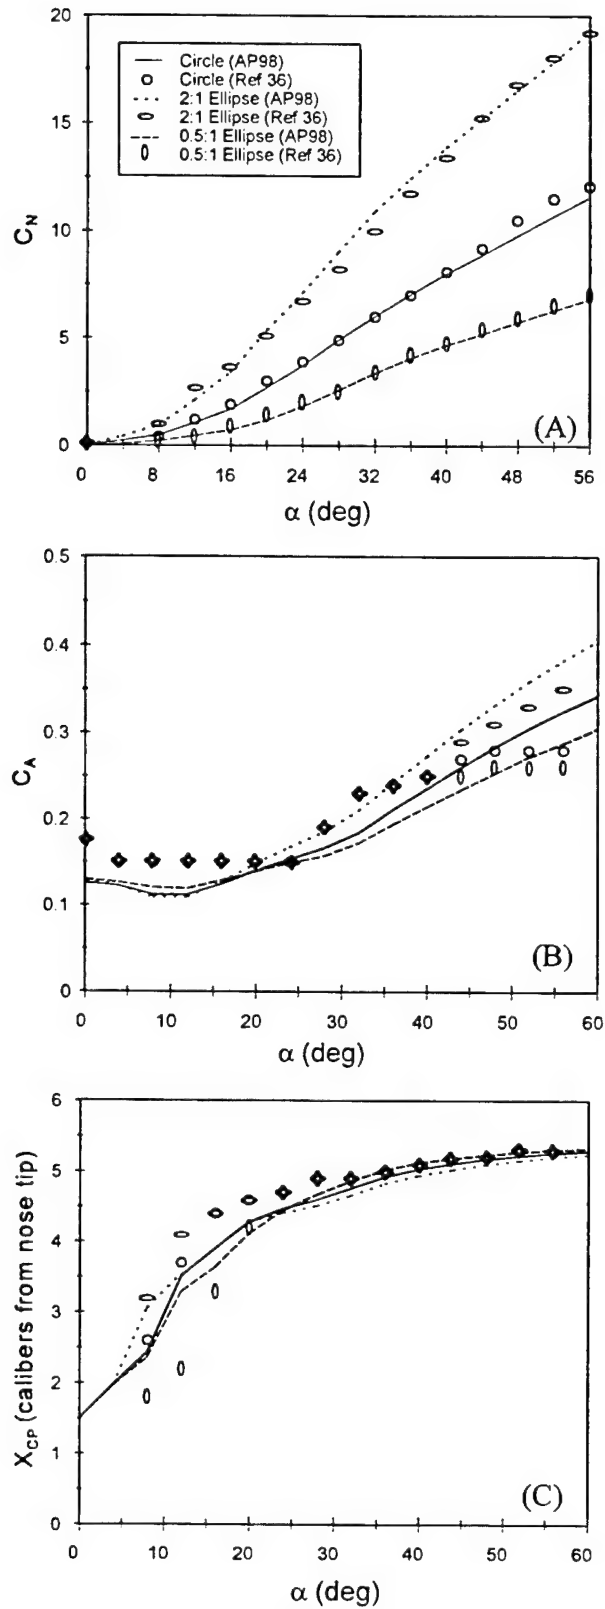 20
15
10
5
0
C_N
Circle (AP98)
Circle (Ref 36)
2:1 Ellipse (AP98)
2:1 Ellipse (Ref 36)
0.5:1 Ellipse (AP98)
0.5:1 Ellipse (Ref 36)
(A)
0 8 16 24 32 40 48 56
α (deg)
0.5
0.4
0.3
0.2
0.1
0
C_A
(B)
0 10 20 30 40 50 60
α (deg)
6
5
4
3
2
1
0
X_CP (calibers from nose tip)
(C)
0 10 20 30 40 50 60
α (deg)